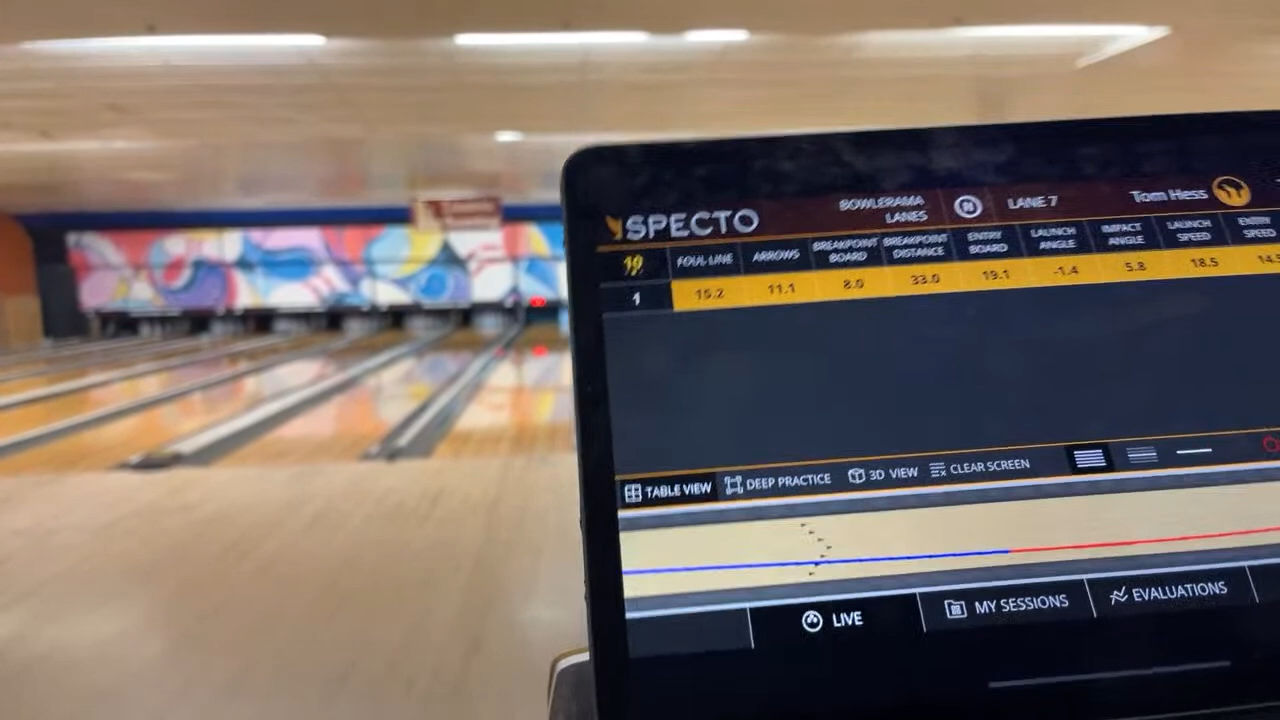 SPECTO
BOWLERAMA
LANES
LANE 7
Tom Hess
FOUL LINE
ARROWS
BREAKPOINT
BOARD
BREAKPOINT
DISTANCE
ENTRY
BOARD
LAUNCH
ANGLE
IMPACT
ANGLE
LAUNCH
SPEED
ENTRY
SPEED
1
15.2
11.1
8.0
33.0
19.1
-1.4
5.8
18.5
14.5
TABLE VIEW
DEEP PRACTICE
3D VIEW
CLEAR SCREEN
LIVE
MY SESSIONS
EVALUATIONS